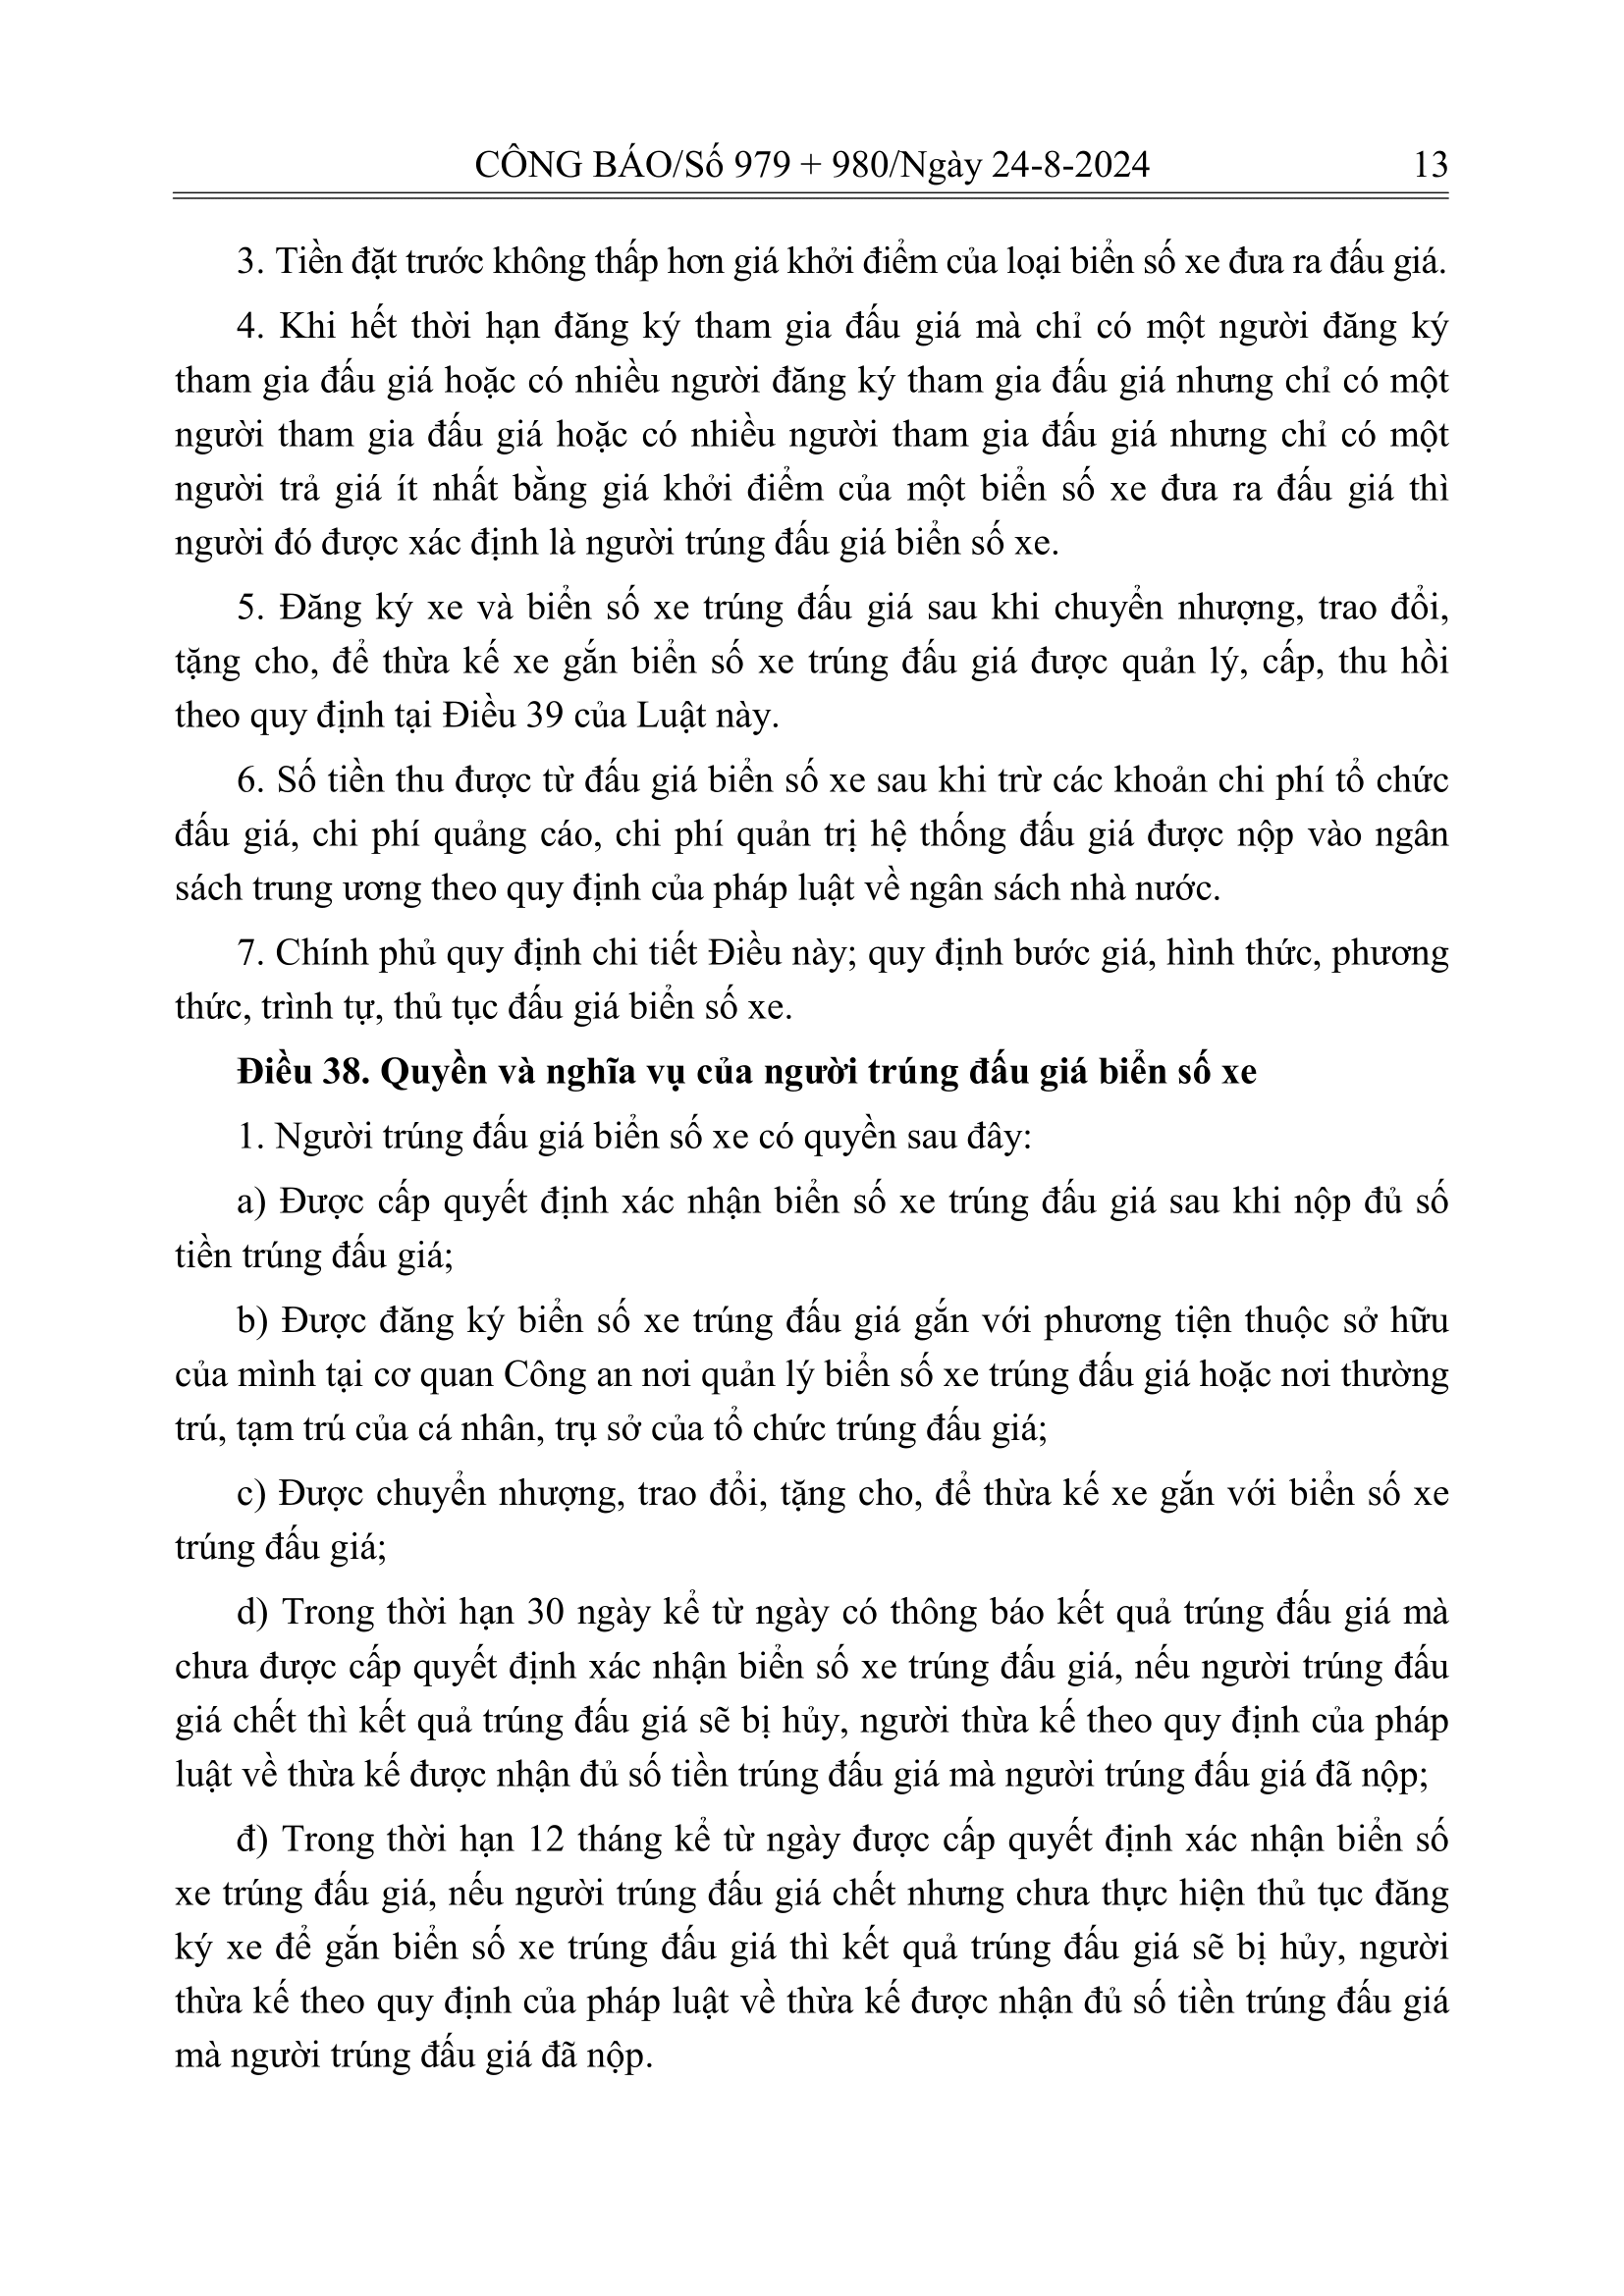 CÔNG BÁO/Số 979 + 980/Ngày 24-8-2024 13
3. Tiền đặt trước không thấp hơn giá khởi điểm của loại biển số xe đưa ra đấu giá.
4. Khi hết thời hạn đăng ký tham gia đấu giá mà chỉ có một người đăng ký
tham gia đấu giá hoặc có nhiều người đăng ký tham gia đấu giá nhưng chỉ có một
người tham gia đấu giá hoặc có nhiều người tham gia đấu giá nhưng chỉ có một
người trả giá ít nhất bằng giá khởi điểm của một biển số xe đưa ra đấu giá thì
người đó được xác định là người trúng đấu giá biển số xe.
5. Đăng ký xe và biển số xe trúng đấu giá sau khi chuyển nhượng, trao đổi,
tặng cho, để thừa kế xe gắn biển số xe trúng đấu giá được quản lý, cấp, thu hồi
theo quy định tại Điều 39 của Luật này.
6. Số tiền thu được từ đấu giá biển số xe sau khi trừ các khoản chi phí tổ chức
đấu giá, chi phí quảng cáo, chi phí quản trị hệ thống đấu giá được nộp vào ngân
sách trung ương theo quy định của pháp luật về ngân sách nhà nước.
7. Chính phủ quy định chi tiết Điều này; quy định bước giá, hình thức, phương
thức, trình tự, thủ tục đấu giá biển số xe.
Điều 38. Quyền và nghĩa vụ của người trúng đấu giá biển số xe
1. Người trúng đấu giá biển số xe có quyền sau đây:
a) Được cấp quyết định xác nhận biển số xe trúng đấu giá sau khi nộp đủ số
tiền trúng đấu giá;
b) Được đăng ký biển số xe trúng đấu giá gắn với phương tiện thuộc sở hữu
của mình tại cơ quan Công an nơi quản lý biển số xe trúng đấu giá hoặc nơi thường
trú, tạm trú của cá nhân, trụ sở của tổ chức trúng đấu giá;
c) Được chuyển nhượng, trao đổi, tặng cho, để thừa kế xe gắn với biển số xe
trúng đấu giá;
d) Trong thời hạn 30 ngày kể từ ngày có thông báo kết quả trúng đấu giá mà
chưa được cấp quyết định xác nhận biển số xe trúng đấu giá, nếu người trúng đấu
giá chết thì kết quả trúng đấu giá sẽ bị hủy, người thừa kế theo quy định của pháp
luật về thừa kế được nhận đủ số tiền trúng đấu giá mà người trúng đấu giá đã nộp;
đ) Trong thời hạn 12 tháng kể từ ngày được cấp quyết định xác nhận biển số
xe trúng đấu giá, nếu người trúng đấu giá chết nhưng chưa thực hiện thủ tục đăng
ký xe để gắn biển số xe trúng đấu giá thì kết quả trúng đấu giá sẽ bị hủy, người
thừa kế theo quy định của pháp luật về thừa kế được nhận đủ số tiền trúng đấu giá
mà người trúng đấu giá đã nộp.